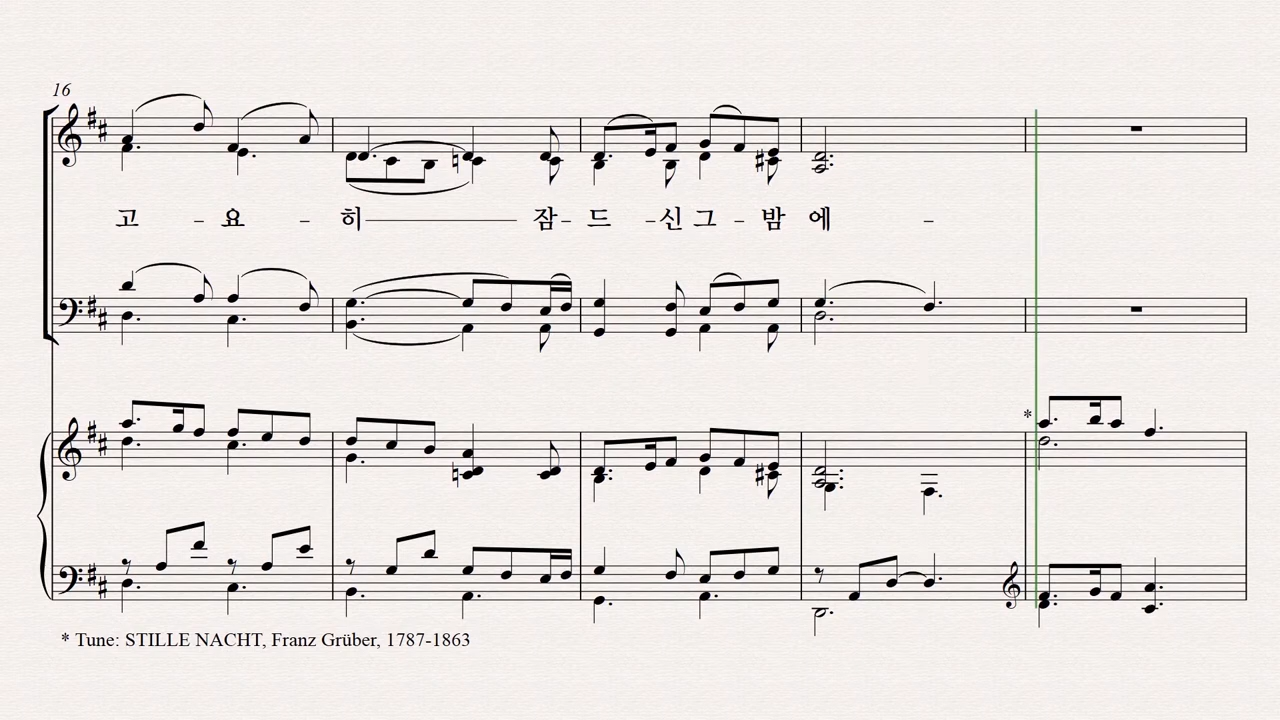 16
고 - 요 - 히 잠 - 드 - 신 그 - 밤 에 -
*
* Tune: STILLE NACHT, Franz Grüber, 1787-1863